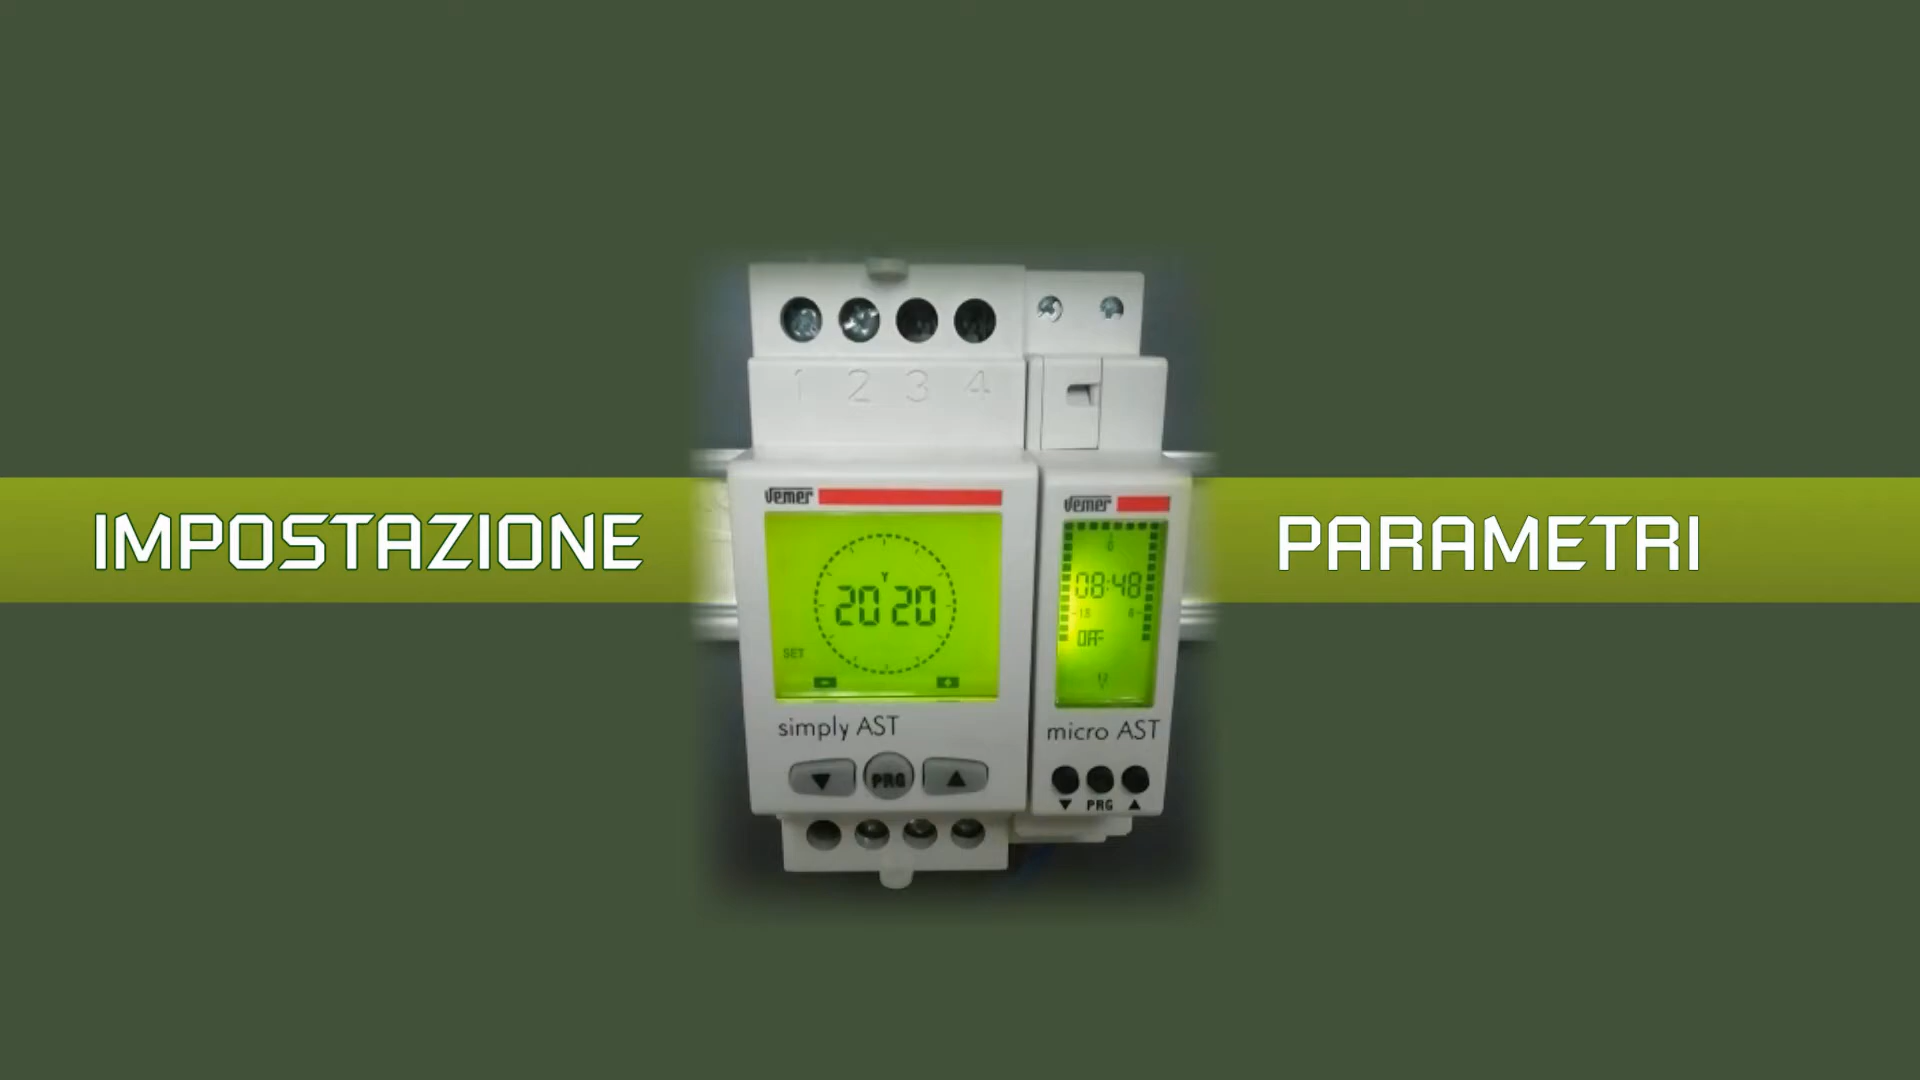 IMPOSTAZIONE
PARAMETRI
1 2 3 4
Vemer
Y
20 20
SET
simply AST
PRG
Vemer
08:48
OFF
micro AST
PRG